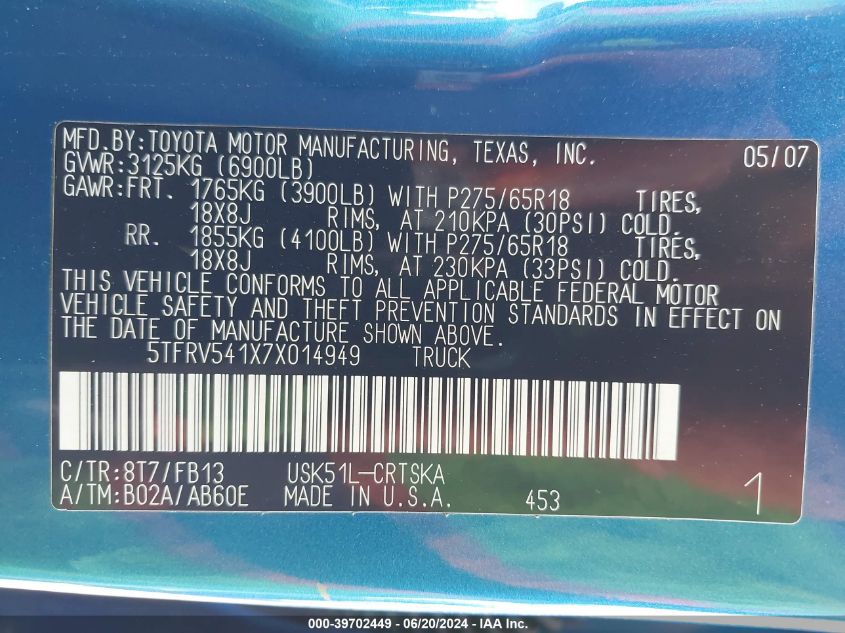 MFD.BY:TOYOTA MOTOR MANUFACTURING, TEXAS, INC. 05/07
GVWR:3125KG (6900LB)
GAWR:FRT. 1765KG (3900LB) WITH P275/65R18 TIRES,
18X8J RIMS, AT 210KPA (30PSI) COLD.
RR. 1855KG (4100LB) WITH P275/65R18 TIRES,
18X8J RIMS, AT 230KPA (33PSI) COLD.
THIS VEHICLE CONFORMS TO ALL APPLICABLE FEDERAL MOTOR
VEHICLE SAFETY AND THEFT PREVENTION STANDARDS IN EFFECT ON
THE DATE OF MANUFACTURE SHOWN ABOVE.
5TFRV541X7X014949 TRUCK
C/TR:8T7/FB13 USK51L-CRTSKA
A/TM:B02A/AB60E MADE IN U.S.A. 453 1
000-39702449 - 06/20/2024 - IAA Inc.